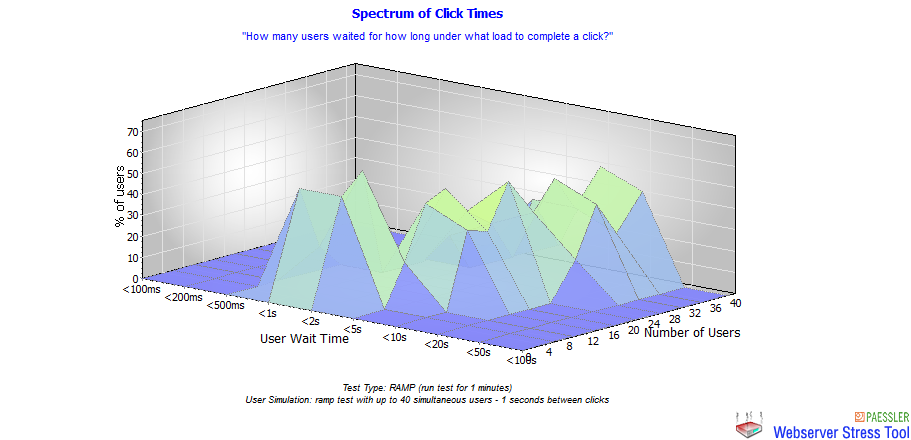 Spectrum of Click Times
"How many users waited for how long under what load to complete a click?"
% of users
70
60
50
40
30
20
10
0
<100ms
<200ms
<500ms
<1s
<2s
<5s
<10s
<20s
<50s
<100s
User Wait Time
0
4
8
12
16
20
24
28
32
36
40
Number of Users
Test Type: RAMP (run test for 1 minutes)
User Simulation: ramp test with up to 40 simultaneous users - 1 seconds between clicks
PAESSLER
Webserver Stress Tool